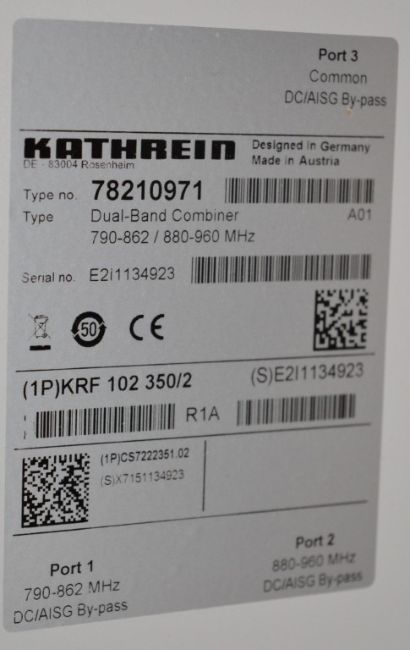 Port 3
Common
DC/AISG By-pass
KATHREIN
DE - 83004 Rosenheim
Designed in Germany
Made in Austria
Type no. 78210971
Type Dual-Band Combiner A01
790-862 / 880-960 MHz
Serial no. E2I1134923
50 CE
(1P)KRF 102 350/2 (S)E2I1134923
R1A
(1P)CS7222351.02
(S)X7151134923
Port 1
790-862 MHz
DC/AISG By-pass
Port 2
880-960 MHz
DC/AISG By-pass